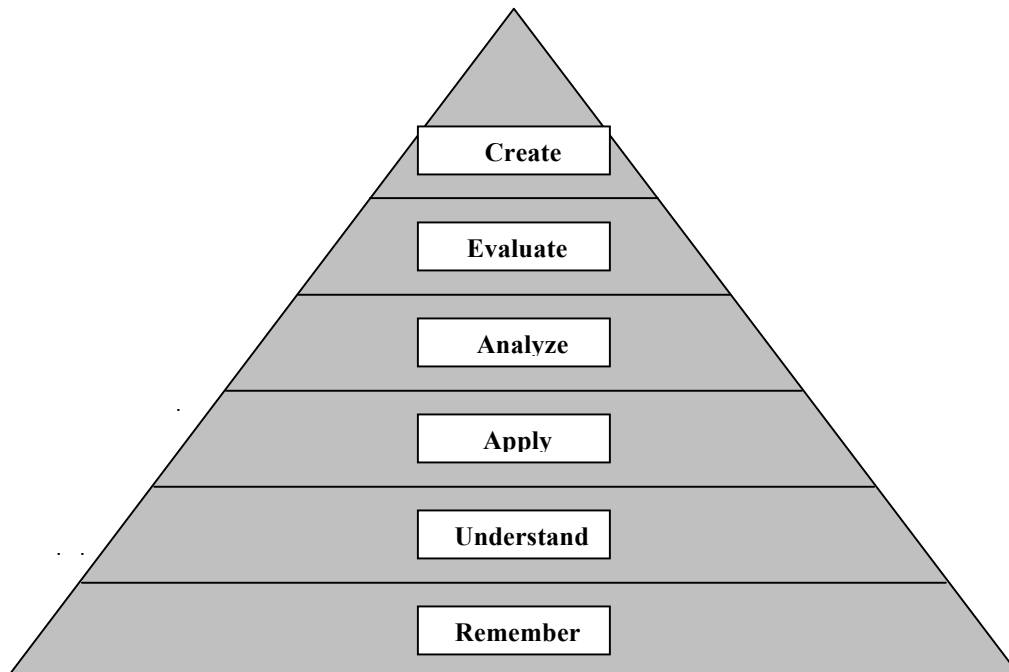 Create
Evaluate
Analyze
Apply
Understand
Remember